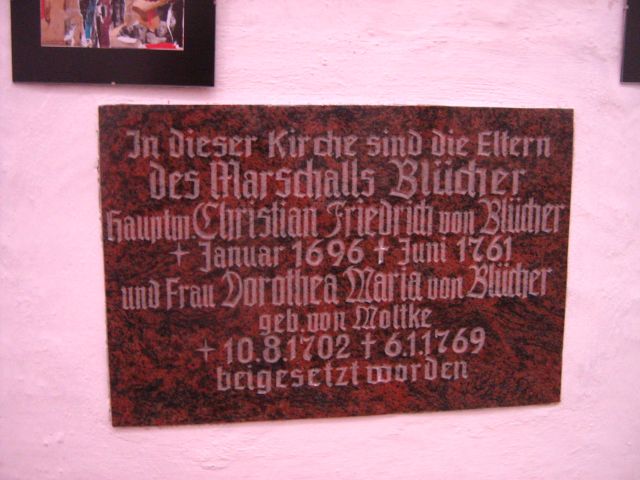 In dieser Kirche sind die Eltern
des Marschalls Blücher
Hauptm Christian Friedrich von Blücher
+ Januar 1696 † Juni 1761
und Frau Dorothea Maria von Blücher
geb. von Moltke
+ 10.8.1702 † 6.1.1769
beigesetzt worden